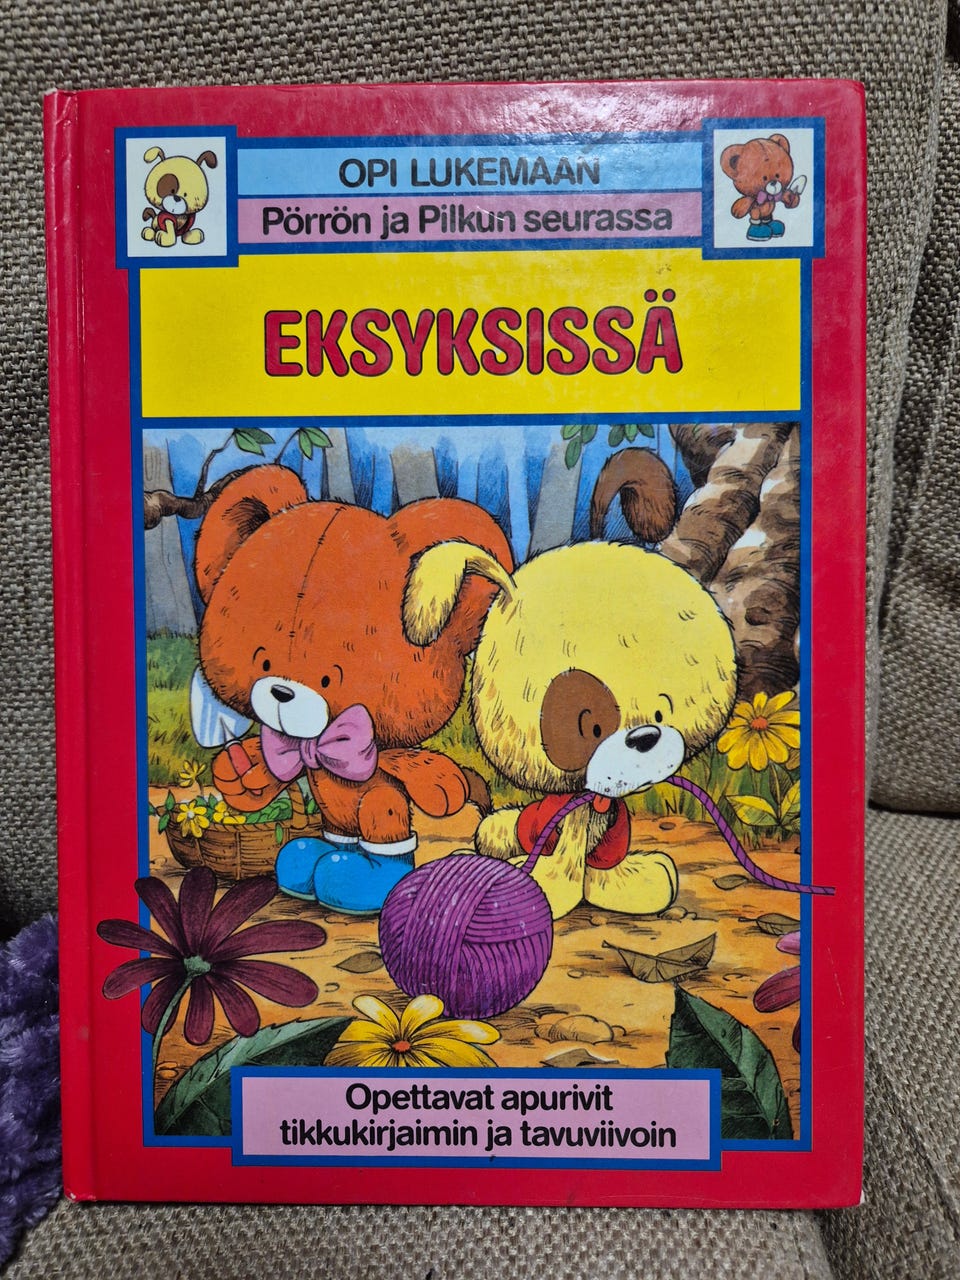 OPI LUKEMAAN
Pörrön ja Pilkun seurassa
EKSYKSISSÄ
Opettavat apurivit
tikkukirjaimin ja tavuviivoin